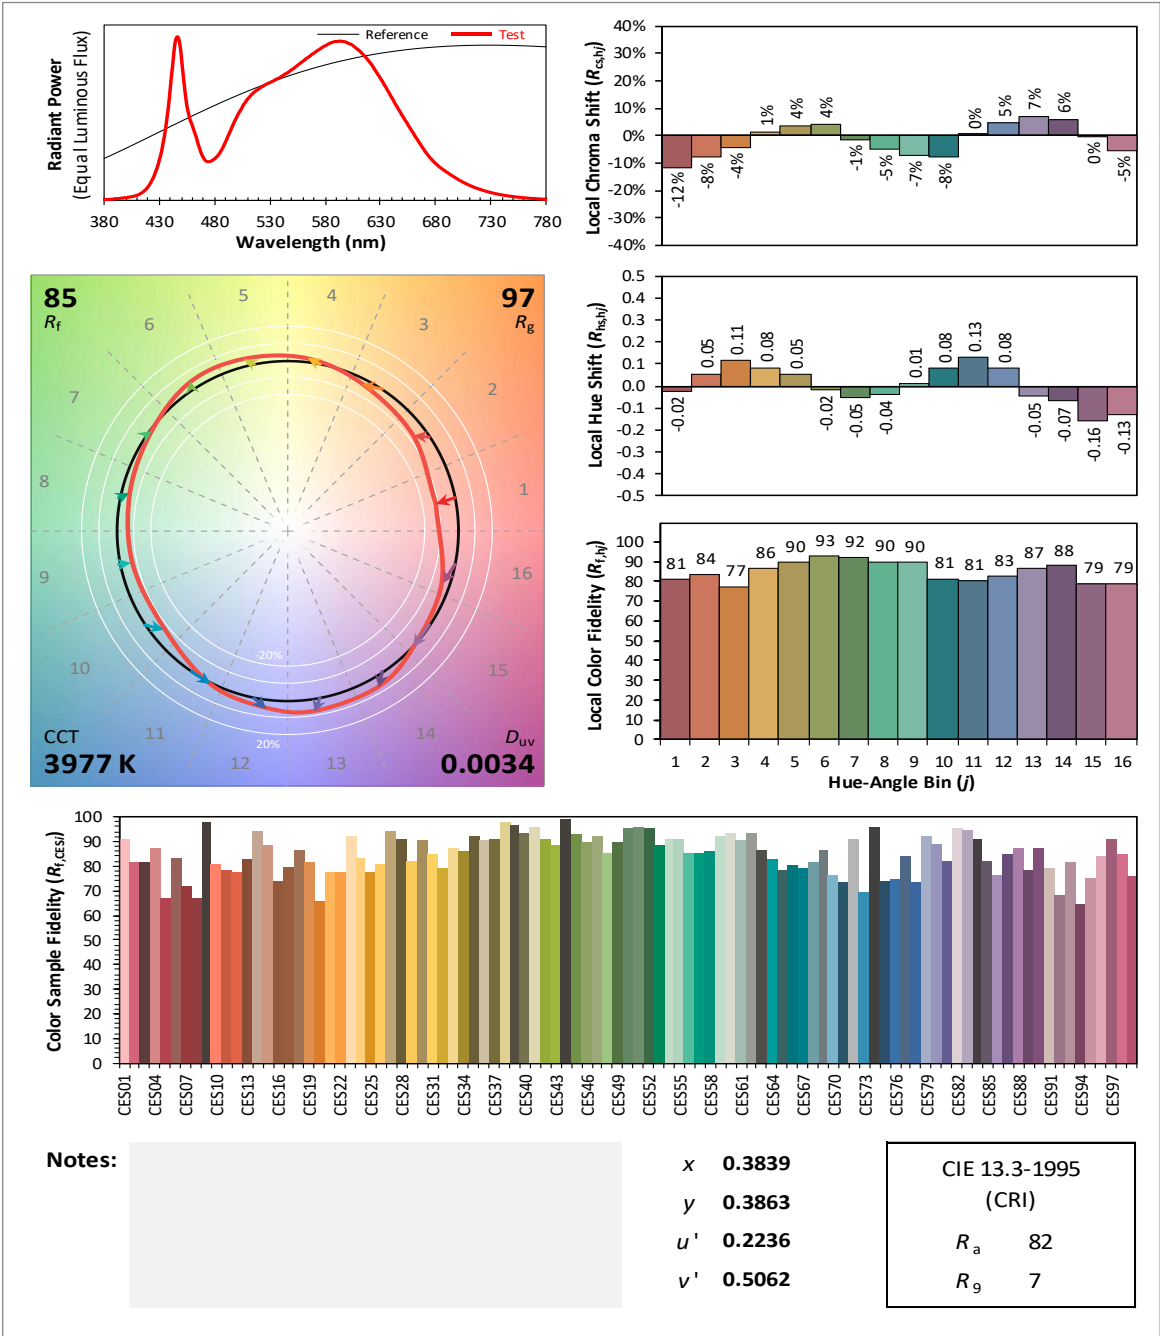 Radiant Power
(Equal Luminous Flux)
Reference
Test
380 430 480 530 580 630 680 730 780
Wavelength (nm)
Local Chroma Shift (Rcs,hj)
40%
30%
20%
10%
0%
-10%
-20%
-30%
-40%
-12% -8% -4% 1% 4% 4% -1% -5% -7% -8% 0% 5% 7% 6% 0% -5%
85
Rf
97
Rg
CCT
3977 K
Duv
0.0034
1
2
3
4
5
6
7
8
9
10
11
12
13
14
15
16
-20%
20%
Local Hue Shift (Rhs,hj)
0.5
0.4
0.3
0.2
0.1
0.0
-0.1
-0.2
-0.3
-0.4
-0.5
-0.02 0.05 0.11 0.08 0.05 -0.02 -0.05 -0.04 0.01 0.08 0.13 0.08 -0.05 -0.07 -0.16 -0.13
Local Color Fidelity (Rf,hj)
100
90
80
70
60
50
40
30
20
10
0
81 84 77 86 90 93 92 90 90 81 81 83 87 88 79 79
1 2 3 4 5 6 7 8 9 10 11 12 13 14 15 16
Hue-Angle Bin (j)
Color Sample Fidelity (Rf,CESi)
100
90
80
70
60
50
40
30
20
10
0
CES01 CES04 CES07 CES10 CES13 CES16 CES19 CES22 CES25 CES28 CES31 CES34 CES37 CES40 CES43 CES46 CES49 CES52 CES55 CES58 CES61 CES64 CES67 CES70 CES73 CES76 CES79 CES82 CES85 CES88 CES91 CES94 CES97
Notes:
x 0.3839
y 0.3863
u' 0.2236
v' 0.5062
CIE 13.3-1995
(CRI)
Ra 82
R9 7